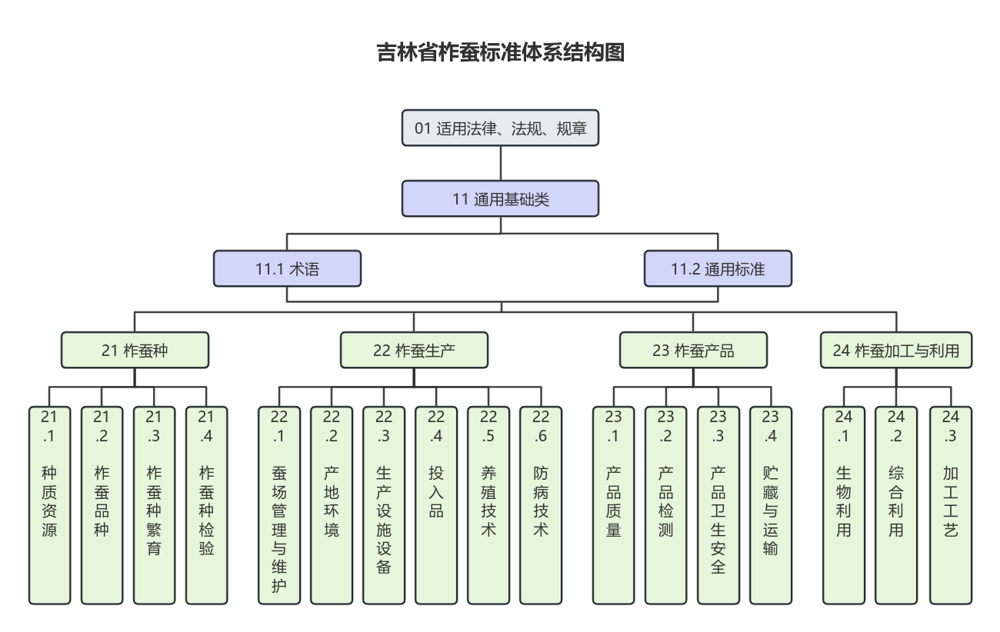 吉林省柞蚕标准体系结构图
01 适用法律、法规、规章
11 通用基础类
11.1 术语
11.2 通用标准
21 柞蚕种
22 柞蚕生产
23 柞蚕产品
24 柞蚕加工与利用
21.1 种质资源
21.2 柞蚕品种
21.3 柞蚕种繁育
21.4 柞蚕种检验
22.1 蚕场管理与维护
22.2 产地环境
22.3 生产设施设备
22.4 投入品
22.5 养殖技术
22.6 防病技术
23.1 产品质量
23.2 产品检测
23.3 产品卫生安全
23.4 贮藏与运输
24.1 生物利用
24.2 综合利用
24.3 加工工艺